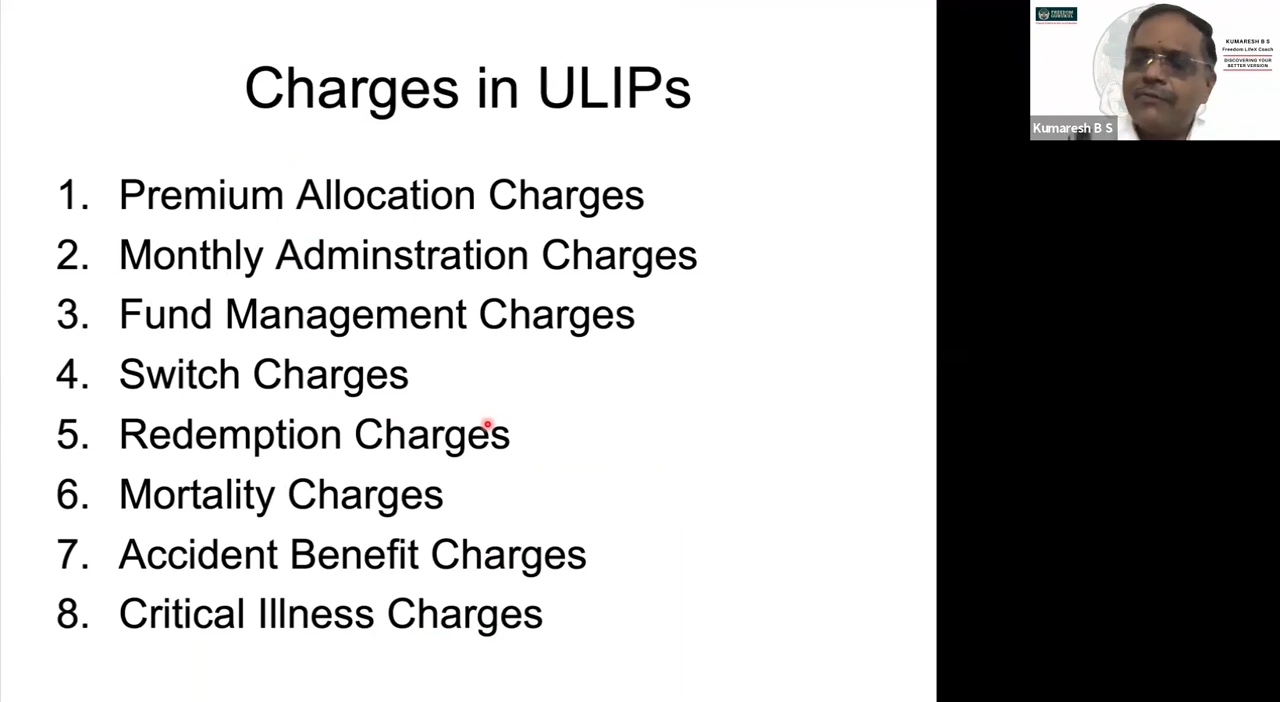 Charges in ULIPs
1. Premium Allocation Charges
2. Monthly Adminstration Charges
3. Fund Management Charges
4. Switch Charges
5. Redemption Charges
6. Mortality Charges
7. Accident Benefit Charges
8. Critical Illness Charges
FREEDOM
GURUKUL
KUMARESH B S
Freedom LifeX Coach
DISCOVERING YOUR
BETTER VERSION
Kumaresh B S